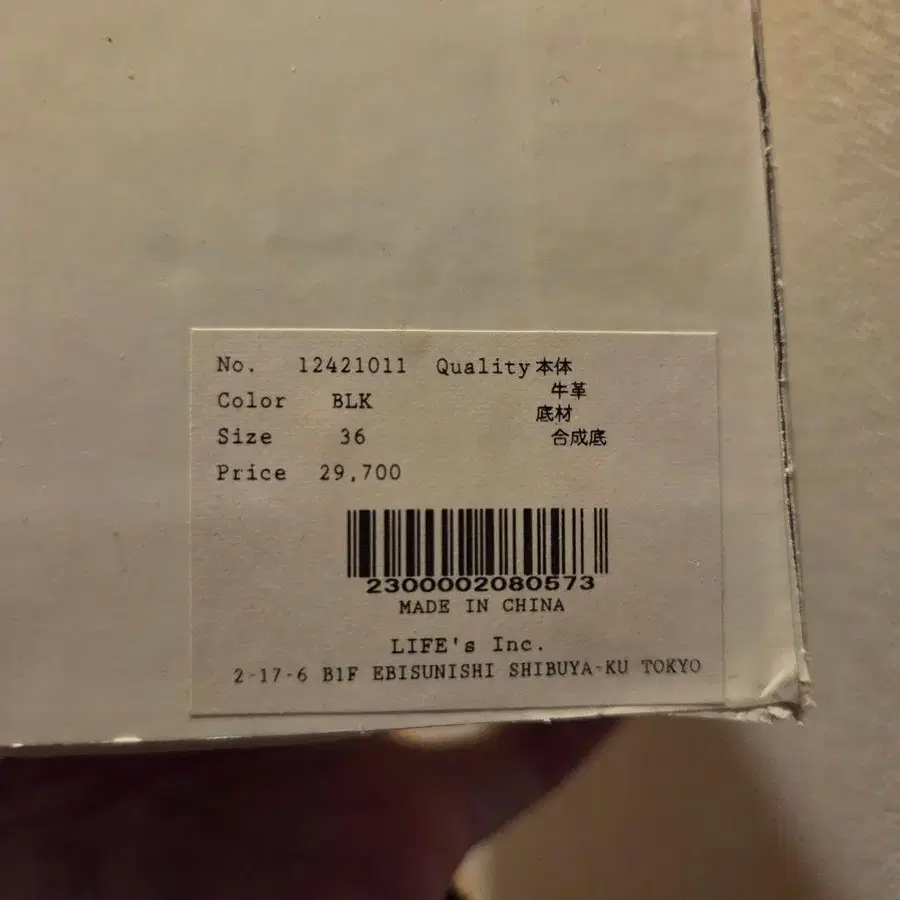 No. 12421011 Quality 本体
Color BLK 牛革
底材
Size 36 合成底
Price 29,700
2300002080573
MADE IN CHINA
LIFE's Inc.
2-17-6 B1F EBISUNISHI SHIBUYA-KU TOKYO